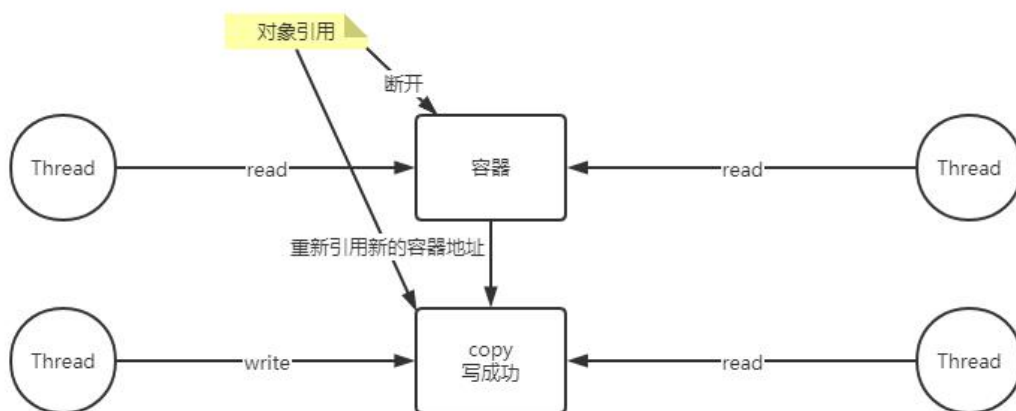 对象引用
断开
Thread
read
容器
read
Thread
重新引用新的容器地址
Thread
write
copy
写成功
read
Thread